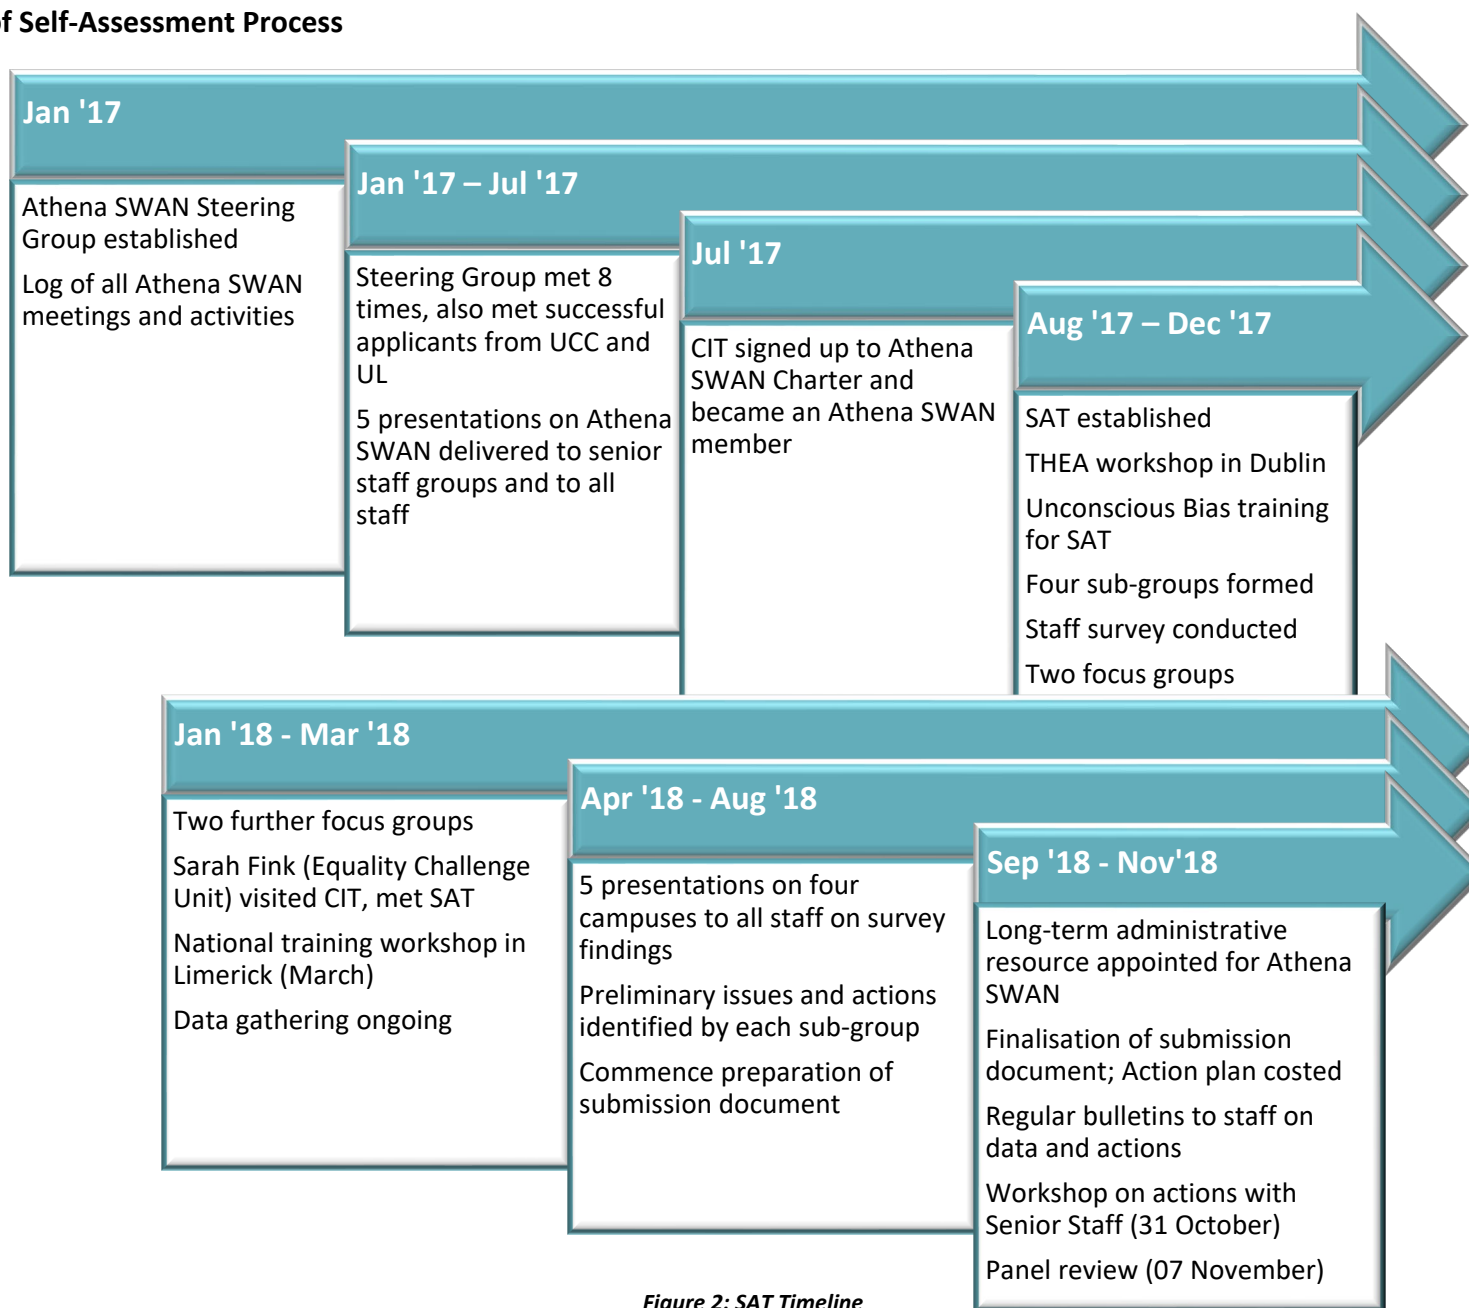 of Self-Assessment Process
Jan '17
Athena SWAN Steering
Group established
Log of all Athena SWAN
meetings and activities
Jan '17 – Jul '17
Steering Group met 8
times, also met successful
applicants from UCC and
UL
5 presentations on Athena
SWAN delivered to senior
staff groups and to all
staff
Jul '17
CIT signed up to Athena
SWAN Charter and
became an Athena SWAN
member
Aug '17 – Dec '17
SAT established
THEA workshop in Dublin
Unconscious Bias training
for SAT
Four sub-groups formed
Staff survey conducted
Two focus groups
Jan '18 - Mar '18
Two further focus groups
Sarah Fink (Equality Challenge
Unit) visited CIT, met SAT
National training workshop in
Limerick (March)
Data gathering ongoing
Apr '18 - Aug '18
5 presentations on four
campuses to all staff on survey
findings
Preliminary issues and actions
identified by each sub-group
Commence preparation of
submission document
Sep '18 - Nov'18
Long-term administrative
resource appointed for Athena
SWAN
Finalisation of submission
document; Action plan costed
Regular bulletins to staff on
data and actions
Workshop on actions with
Senior Staff (31 October)
Panel review (07 November)
Figure 2: SAT Timeline